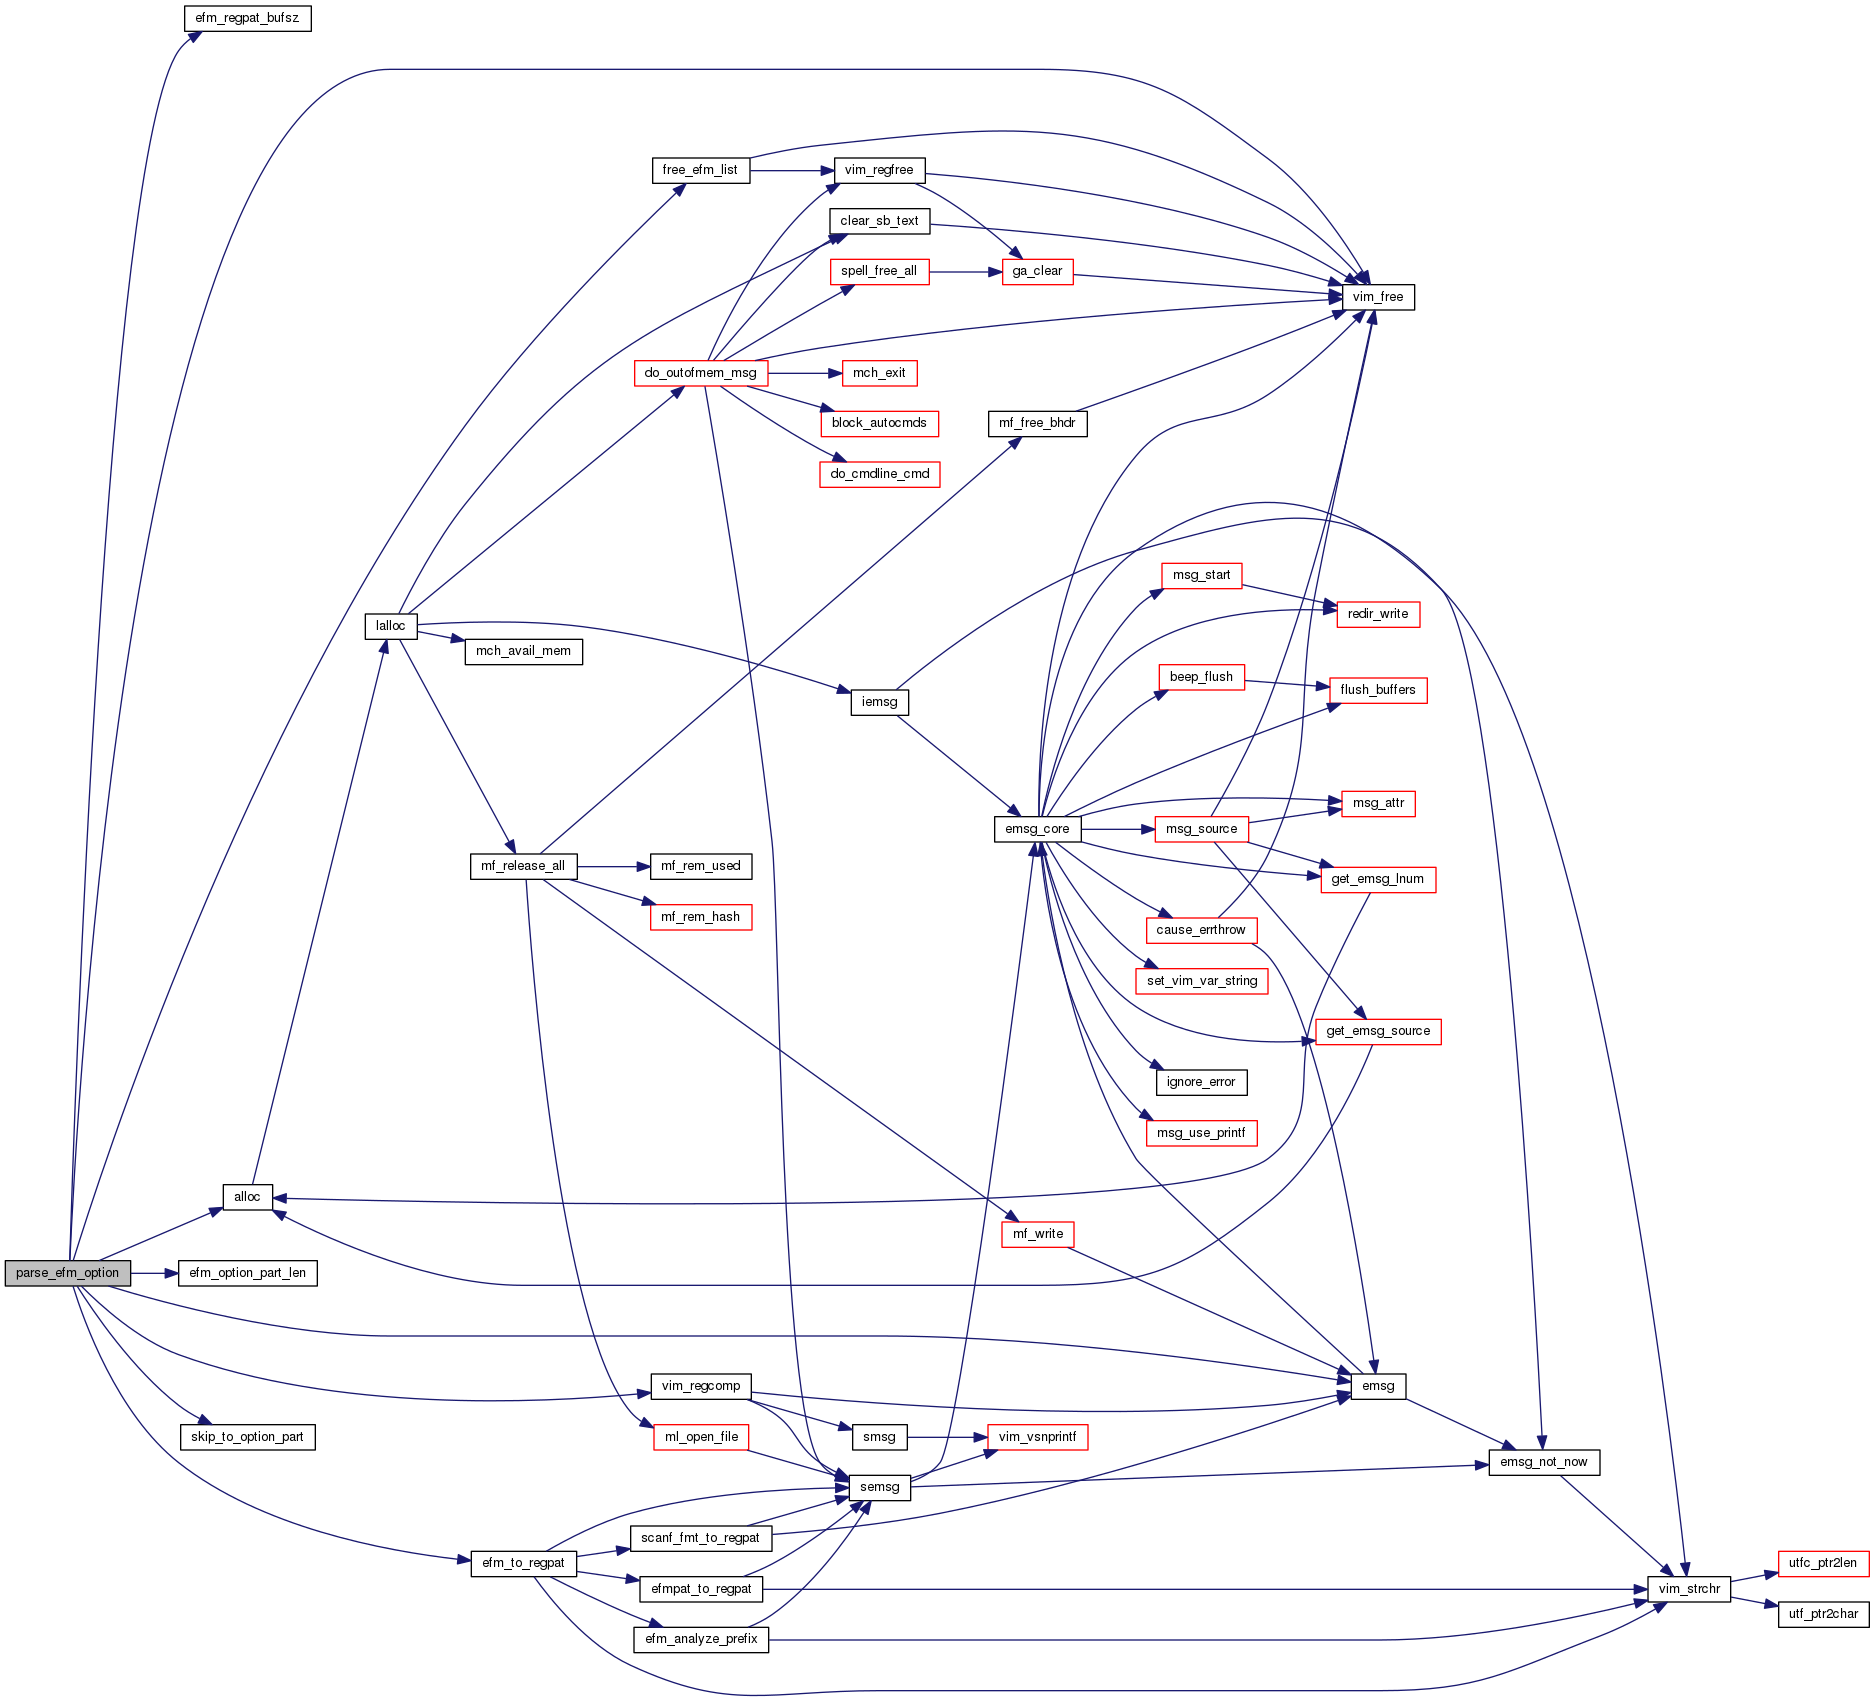 efm_regpat_bufsz
free_efm_list
vim_regfree
clear_sb_text
spell_free_all
ga_clear
vim_free
do_outofmem_msg
mch_exit
block_autocmds
mf_free_bhdr
do_cmdline_cmd
msg_start
redir_write
lalloc
mch_avail_mem
beep_flush
flush_buffers
iemsg
msg_attr
emsg_core
msg_source
mf_release_all
mf_rem_used
get_emsg_lnum
mf_rem_hash
cause_errthrow
set_vim_var_string
get_emsg_source
ignore_error
msg_use_printf
alloc
mf_write
parse_efm_option
efm_option_part_len
vim_regcomp
emsg
skip_to_option_part
ml_open_file
smsg
vim_vsnprintf
emsg_not_now
semsg
scanf_fmt_to_regpat
efm_to_regpat
utfc_ptr2len
efmpat_to_regpat
vim_strchr
utf_ptr2char
efm_analyze_prefix